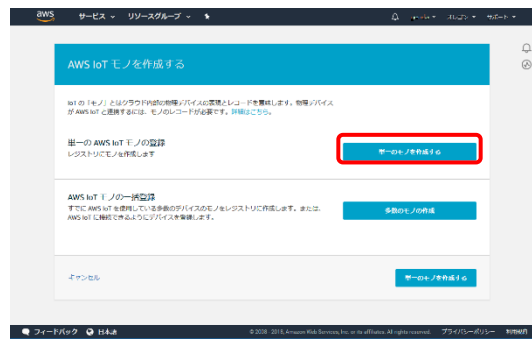 aws サービス リソースグループ サポート
AWS IoT モノを作成する
IoT の「モノ」とはクラウド内部の物理デバイスの表現とレコードを意味します。物理デバイス
が AWS IoT と連携するには、モノのレコードが必要です。詳細はこちら。
単一の AWS IoT モノの登録
レジストリにモノを作成します
単一のモノを作成する
AWS IoT モノの一括登録
すでに AWS IoT を使用している多数のデバイスのモノをレジストリに作成します。または、
AWS IoT に接続できるようにデバイスを登録します。
多数のモノの作成
キャンセル
単一のモノを作成する
フィードバック 日本語 Amazon Web Services, Inc. or its affiliates. All rights reserved. プライバシーポリシー 利用規約